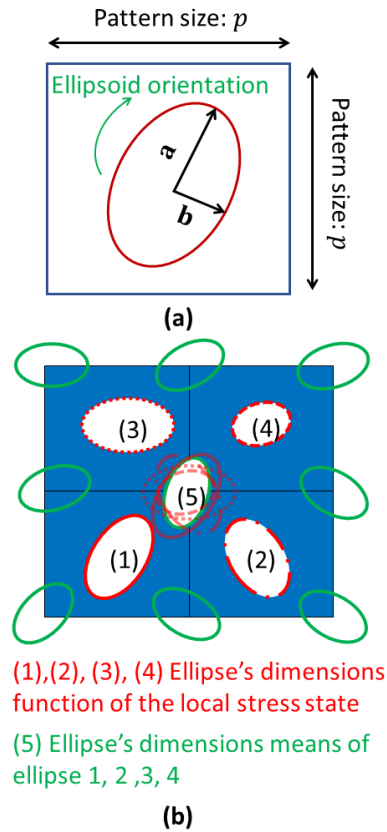 Pattern size: p
Ellipsoid orientation
a
b
Pattern size: p
(a)
(3)
(4)
(5)
(1)
(2)
(1),(2), (3), (4) Ellipse's dimensions
function of the local stress state
(5) Ellipse's dimensions means of
ellipse 1, 2 ,3, 4
(b)